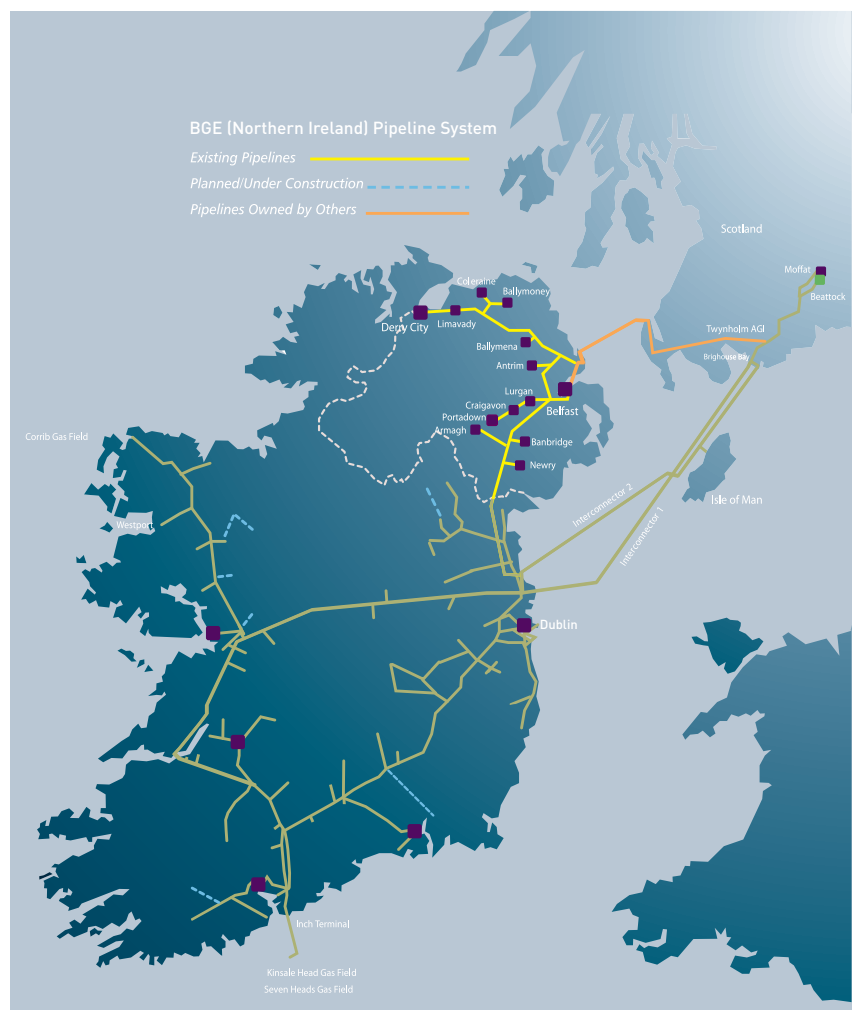 BGE (Northern Ireland) Pipeline System
Existing Pipelines
Planned/Under Construction
Pipelines Owned by Others
Scotland
Moffat
Beattock
Coleraine
Ballymoney
Derry City
Limavady
Twynholm AGI
Ballymena
Brighouse Bay
Antrim
Lurgan
Craigavon
Belfast
Portadown
Armagh
Corrib Gas Field
Banbridge
Newry
Interconnector 2
Isle of Man
Westport
Interconnector 1
Dublin
Inch Terminal
Kinsale Head Gas Field
Seven Heads Gas Field